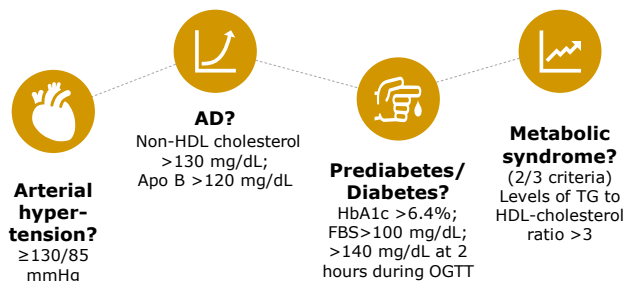 Arterial
hyper-
tension?
≥130/85
mmHg
AD?
Non-HDL cholesterol
>130 mg/dL;
Apo B >120 mg/dL
Prediabetes/
Diabetes?
HbA1c >6.4%;
FBS>100 mg/dL;
>140 mg/dL at 2
hours during OGTT
Metabolic
syndrome?
(2/3 criteria)
Levels of TG to
HDL-cholesterol
ratio >3